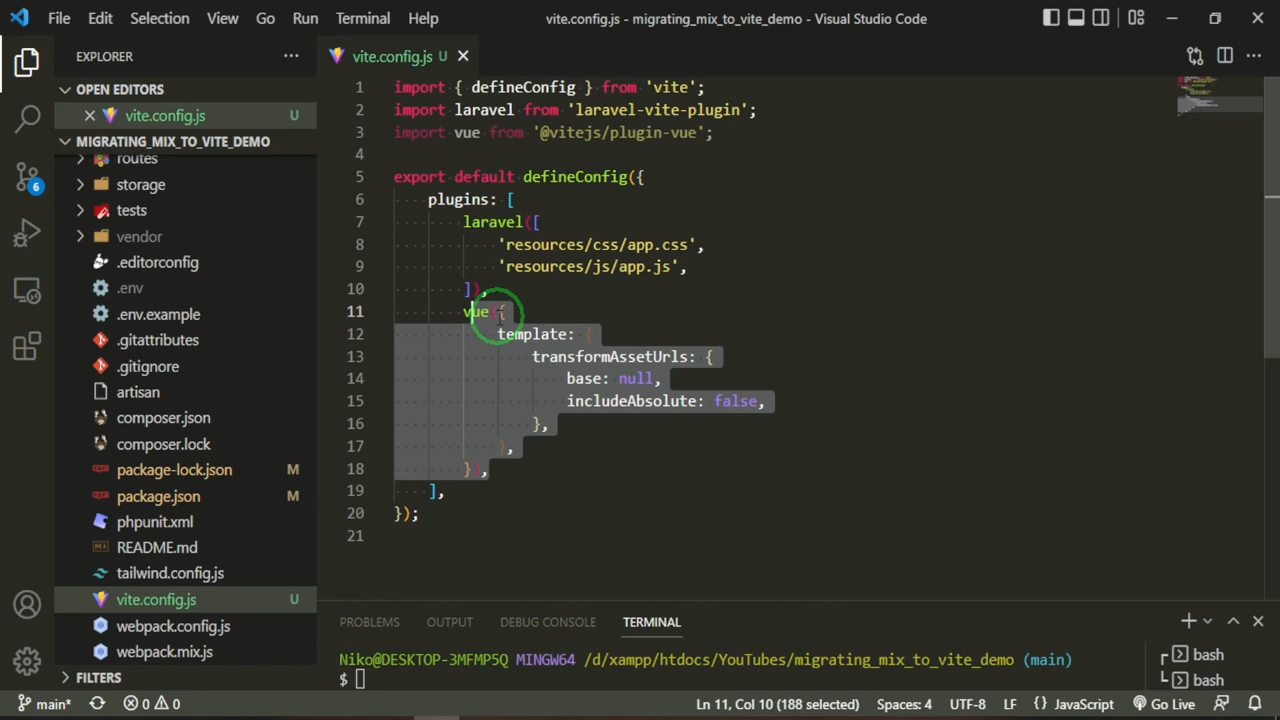 File Edit Selection View Go Run Terminal Help vite.config.js - migrating_mix_to_vite_demo - Visual Studio Code
EXPLORER
OPEN EDITORS
vite.config.js U
MIGRATING_MIX_TO_VITE_DEMO
routes
storage
tests
vendor
.editorconfig
.env
.env.example
.gitattributes
.gitignore
artisan
composer.json
composer.lock
package-lock.json M
package.json M
phpunit.xml
README.md
tailwind.config.js
vite.config.js U
webpack.config.js
webpack.mix.js
FILTERS
6
vite.config.js U
1 import { defineConfig } from 'vite';
2 import laravel from 'laravel-vite-plugin';
3 import vue from '@vitejs/plugin-vue';
4
5 export default defineConfig({
6 plugins: [
7 laravel([
8 'resources/css/app.css',
9 'resources/js/app.js',
10 ]),
11 vue({
12 template: {
13 transformAssetUrls: {
14 base: null,
15 includeAbsolute: false,
16 },
17 },
18 }),
19 ],
20 });
21
PROBLEMS OUTPUT DEBUG CONSOLE TERMINAL
Niko@DESKTOP-3MFMP5Q MINGW64 /d/xampp/htdocs/YouTubes/migrating_mix_to_vite_demo (main)
$
bash
bash
main* 0 0 Ln 11, Col 10 (188 selected) Spaces: 4 UTF-8 LF {} JavaScript Go Live